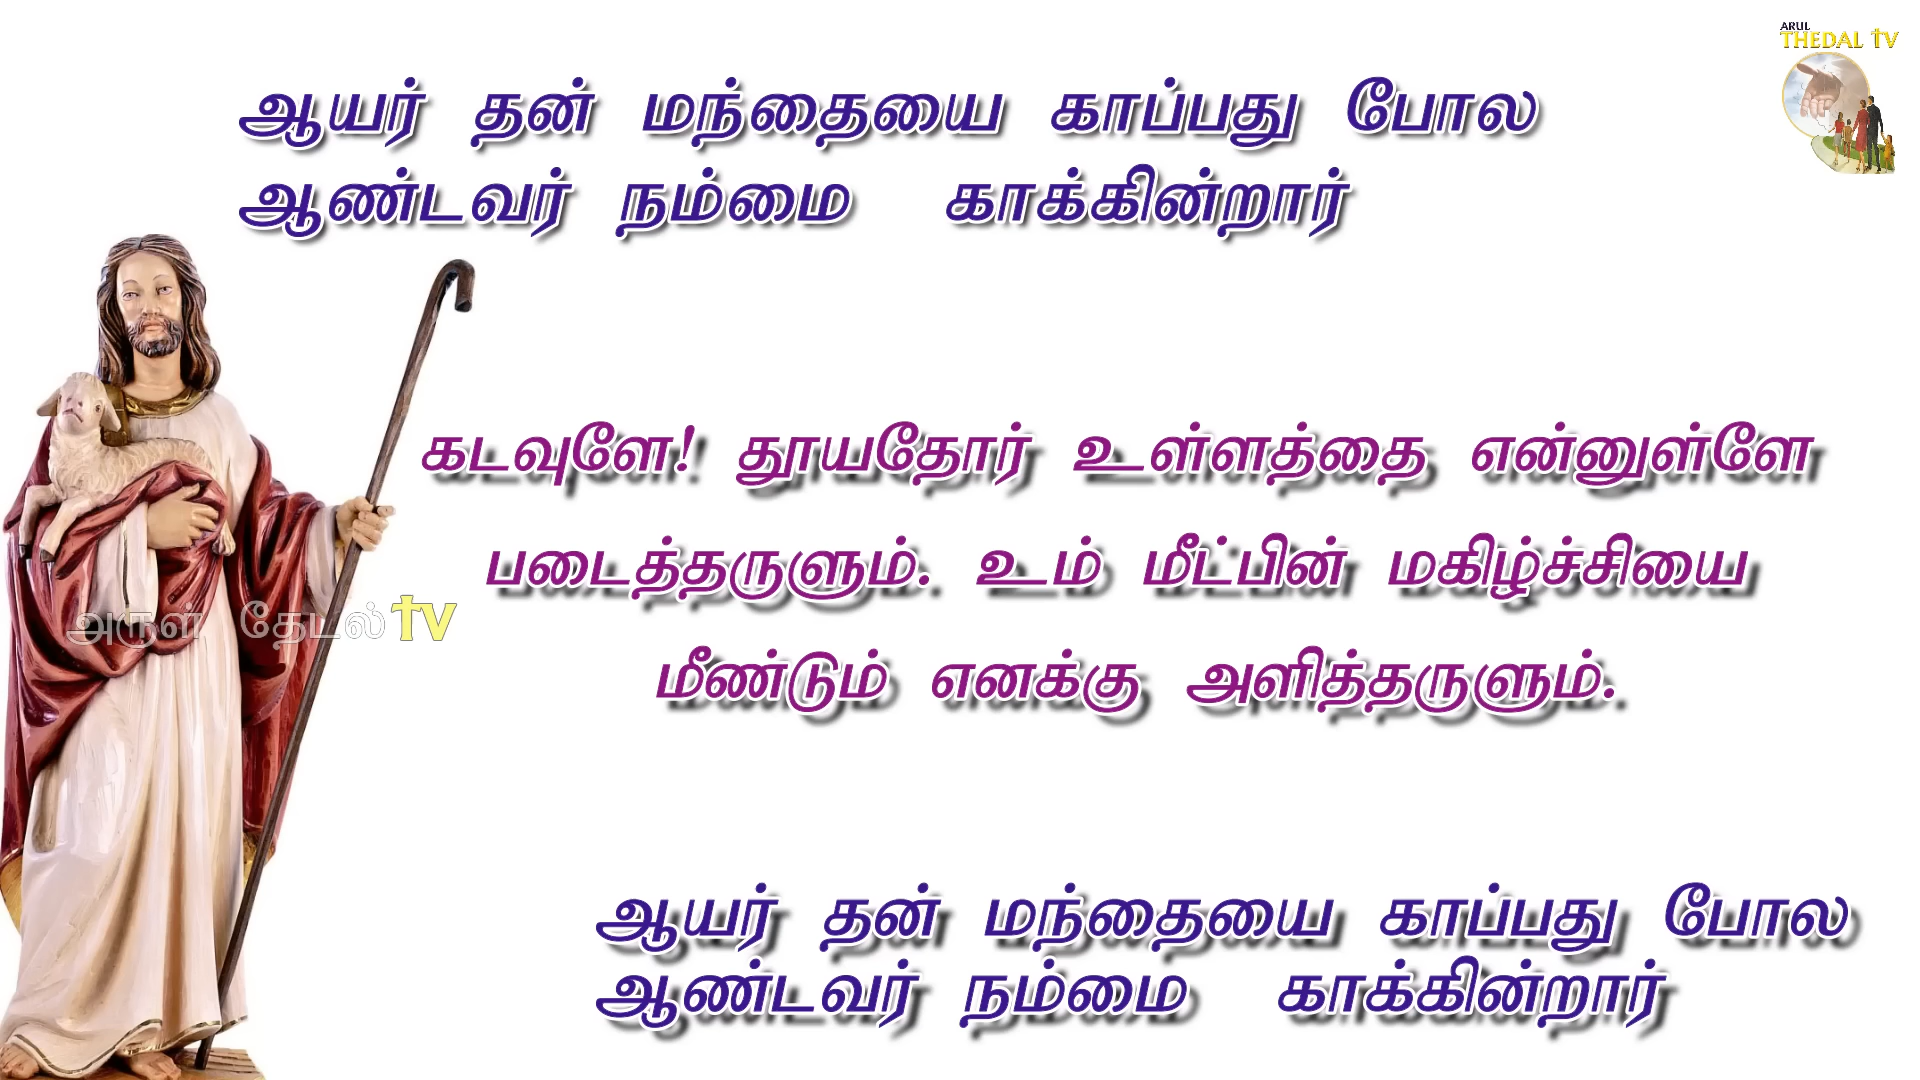 ARUL
THEDAL TV
ஆயர் தன் மந்தையை காப்பது போல
ஆண்டவர் நம்மை காக்கின்றார்
கடவுளே! தூயதோர் உள்ளத்தை என்னுள்ளே
படைத்தருளும். உம் மீட்பின் மகிழ்ச்சியை
மீண்டும் எனக்கு அளித்தருளும்.
அருள் தேடல் tv
ஆயர் தன் மந்தையை காப்பது போல
ஆண்டவர் நம்மை காக்கின்றார்